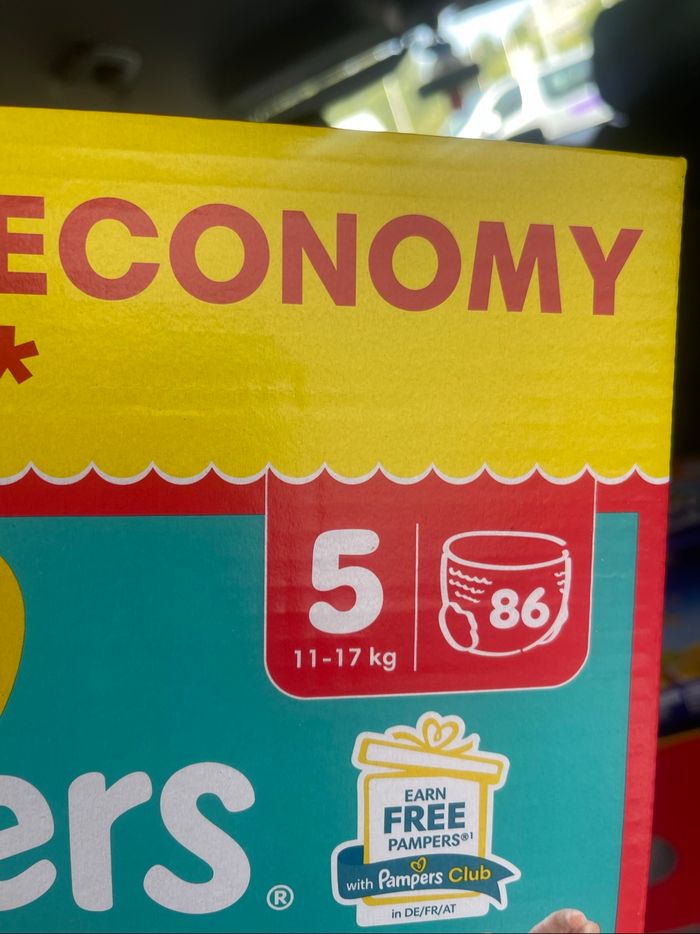 ECONOMY
*
5
86
11-17 kg
EARN
FREE
PAMPERS®¹
with Pampers Club
in DE/FR/AT
ers®